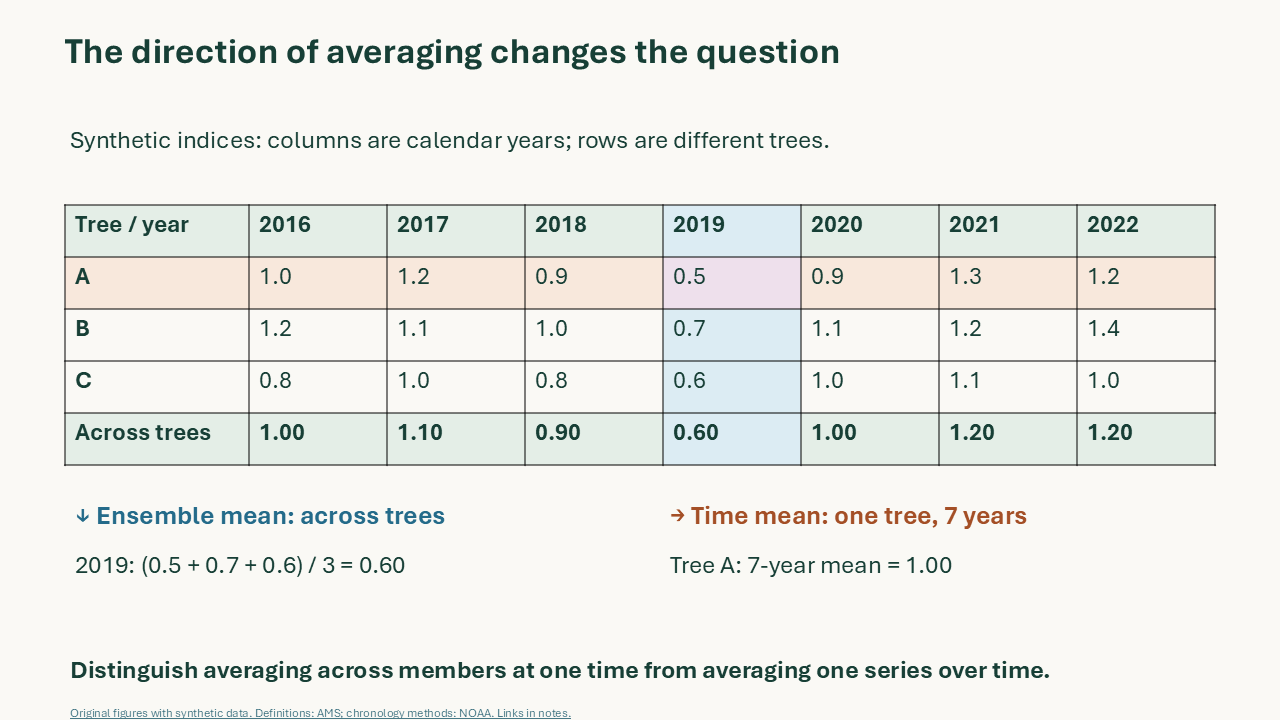 The direction of averaging changes the question
Synthetic indices: columns are calendar years; rows are different trees.
Tree / year 2016 2017 2018 2019 2020 2021 2022
A 1.0 1.2 0.9 0.5 0.9 1.3 1.2
B 1.2 1.1 1.0 0.7 1.1 1.2 1.4
C 0.8 1.0 0.8 0.6 1.0 1.1 1.0
Across trees 1.00 1.10 0.90 0.60 1.00 1.20 1.20
↓ Ensemble mean: across trees
2019: (0.5 + 0.7 + 0.6) / 3 = 0.60
→ Time mean: one tree, 7 years
Tree A: 7-year mean = 1.00
Distinguish averaging across members at one time from averaging one series over time.
Original figures with synthetic data. Definitions: AMS; chronology methods: NOAA. Links in notes.